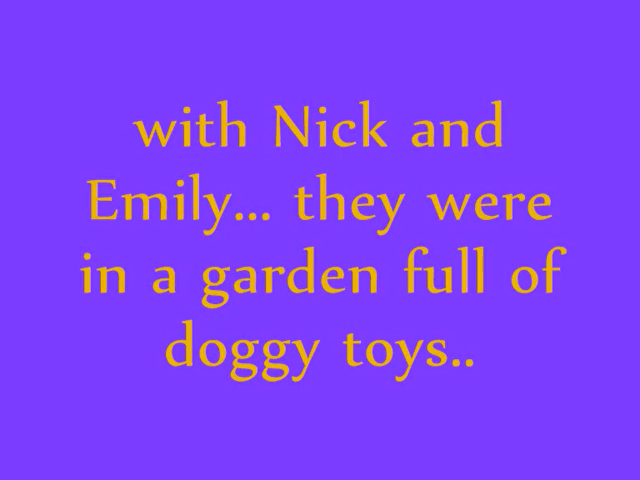 with Nick and
Emily... they were
in a garden full of
doggy toys..